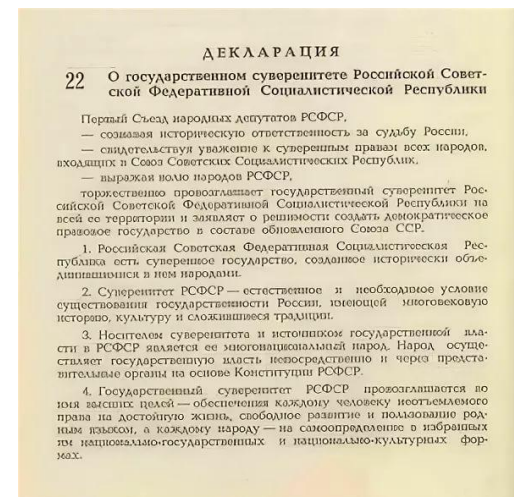 ДЕКЛАРАЦИЯ
22 О государственном суверенитете Российской Совет-
ской Федеративной Социалистической Республики
Первый Съезд народных депутатов РСФСР,
— сознавая историческую ответственность за судьбу России,
— свидетельствуя уважение к суверенным правам всех народов,
входящих в Союз Советских Социалистических Республик,
— выражая волю народов РСФСР,
торжественно провозглашает государственный суверенитет Рос-
сийской Советской Федеративной Социалистической Республики на
всей ее территории и заявляет о решимости создать демократическое
правовое государство в составе обновленного Союза ССР.
1. Российская Советская Федеративная Социалистическая Рес-
публика есть суверенное государство, созданное исторически объе-
динившимися в нем народами.
2. Суверенитет РСФСР — естественное и необходимое условие
существования государственности России, имеющей многовековую
историю, культуру и сложившиеся традиции.
3. Носителем суверенитета и источником государственной вла-
сти в РСФСР является ее многонациональный народ. Народ осуще-
ствляет государственную власть непосредственно и через предста-
вительные органы на основе Конституции РСФСР.
4. Государственный суверенитет РСФСР провозглашается во
имя высших целей — обеспечения каждому человеку неотъемлемого
права на достойную жизнь, свободное развитие и пользование род-
ным языком, а каждому народу — на самоопределение в избранных
им национально-государственных и национально-культурных фор-
мах.